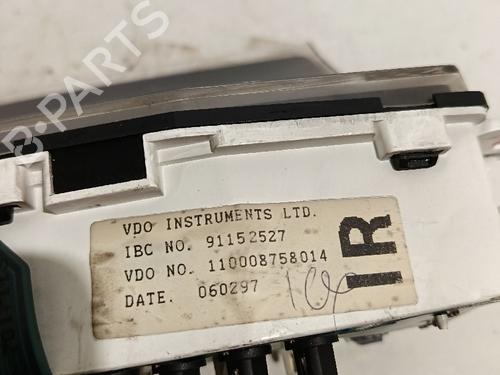 B-PARTS
VDO INSTRUMENTS LTD.
IBC NO. 91152527
VDO NO. 110008758014
DATE. 060297
IR